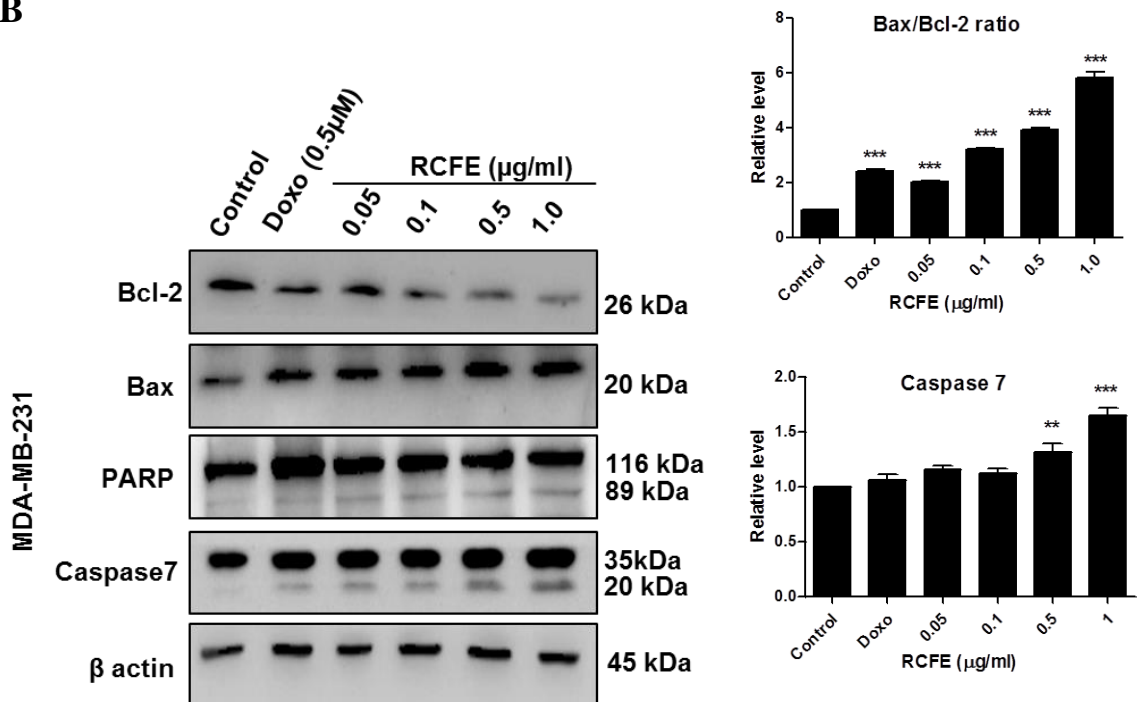 B
Control
Doxo (0.5µM)
RCFE (µg/ml)
0.05
0.1
0.5
1.0
Bcl-2
26 kDa
Bax
20 kDa
PARP
116 kDa
89 kDa
Caspase7
35kDa
20 kDa
β actin
45 kDa
MDA-MB-231
Bax/Bcl-2 ratio
Relative level
8
6
4
2
0
***
***
***
***
***
Control
Doxo
0.05
0.1
0.5
1.0
RCFE (µg/ml)
Caspase 7
Relative level
2.0
1.5
1.0
0.5
0.0
**
***
Control
Doxo
0.05
0.1
0.5
1
RCFE (µg/ml)